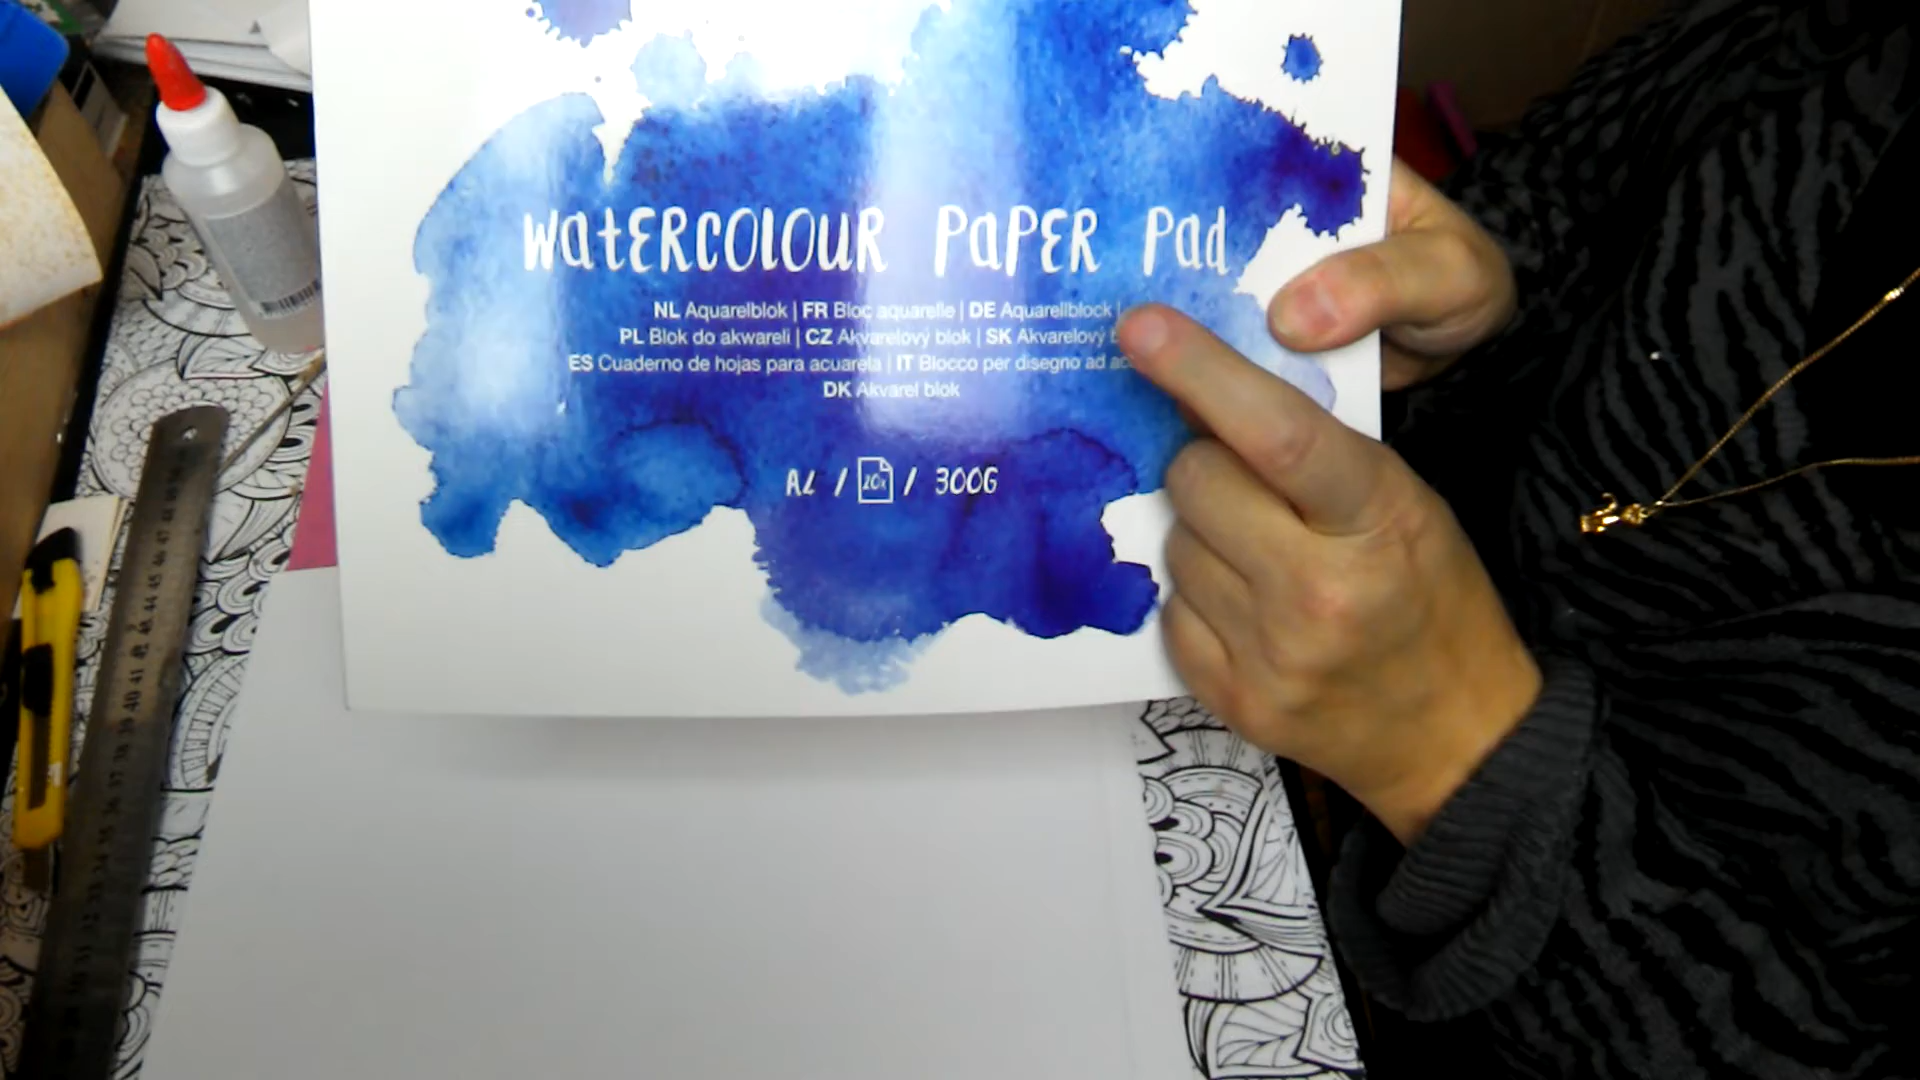 WATERCOLOUR PAPER Pad
NL Aquarelblok | FR Bloc aquarelle | DE Aquarellblock |
PL Blok do akwareli | CZ Akvarelový blok | SK Akvarelový
ES Cuaderno de hojas para acuarela | IT Blocco per disegno ad
DK Akvarel blok
A4 / 20x / 300G